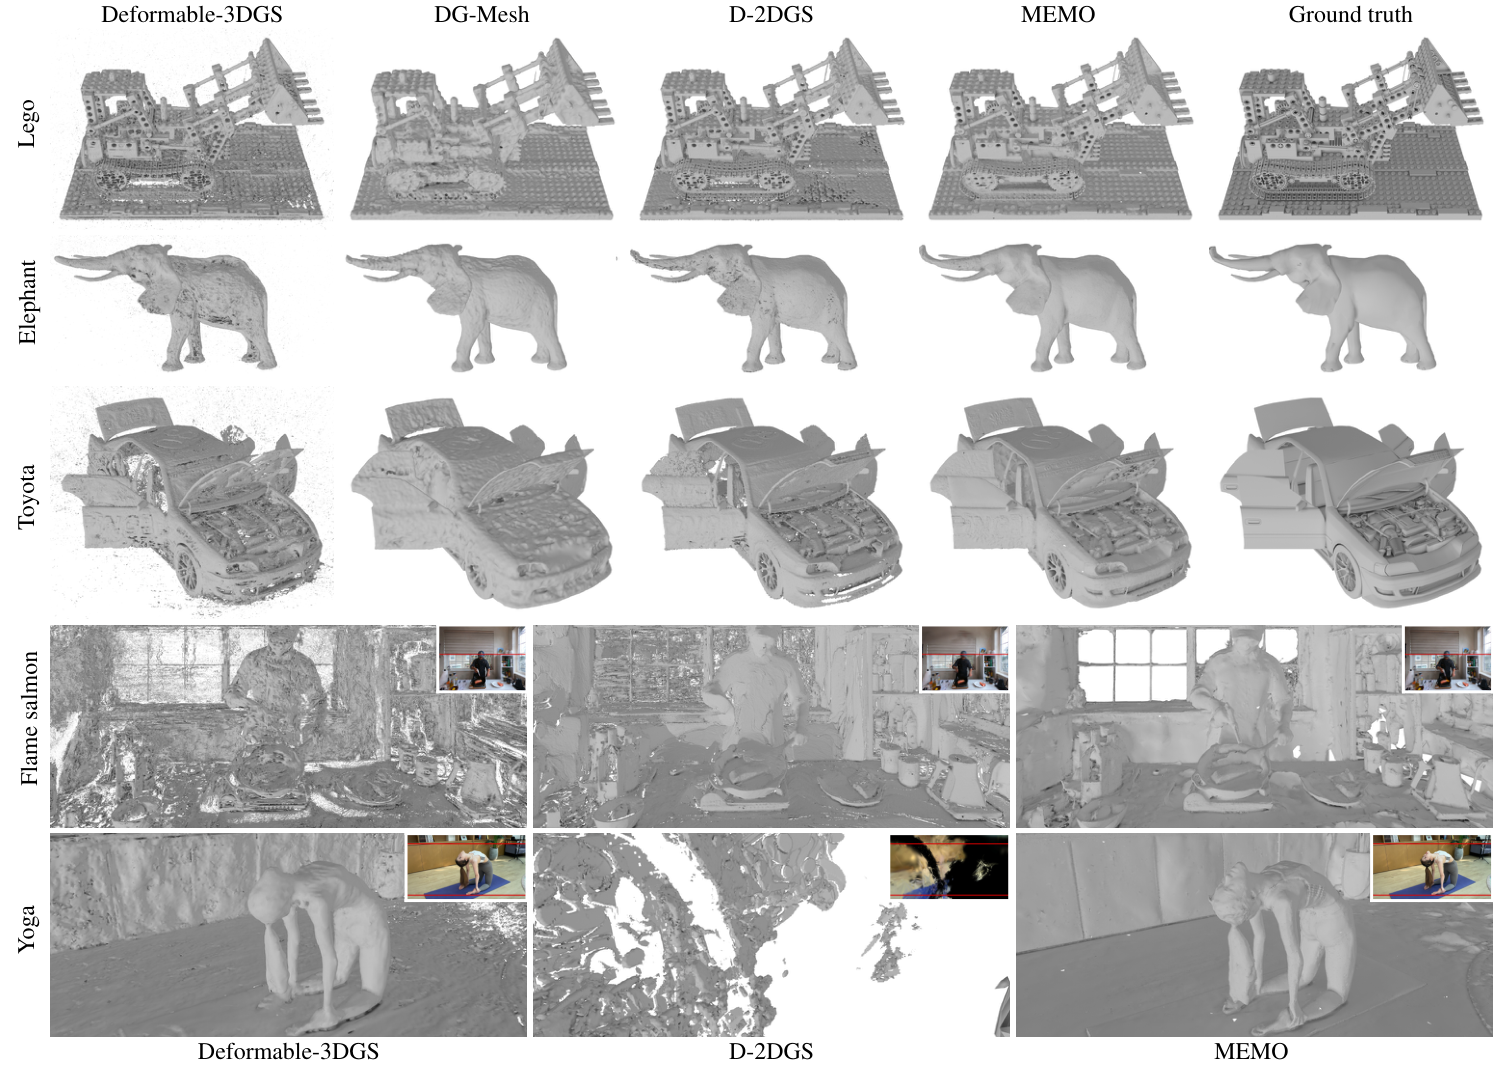 Deformable-3DGS DG-Mesh D-2DGS MEMO Ground truth
Lego
Elephant
Toyota
Flame salmon
Yoga
Deformable-3DGS D-2DGS MEMO